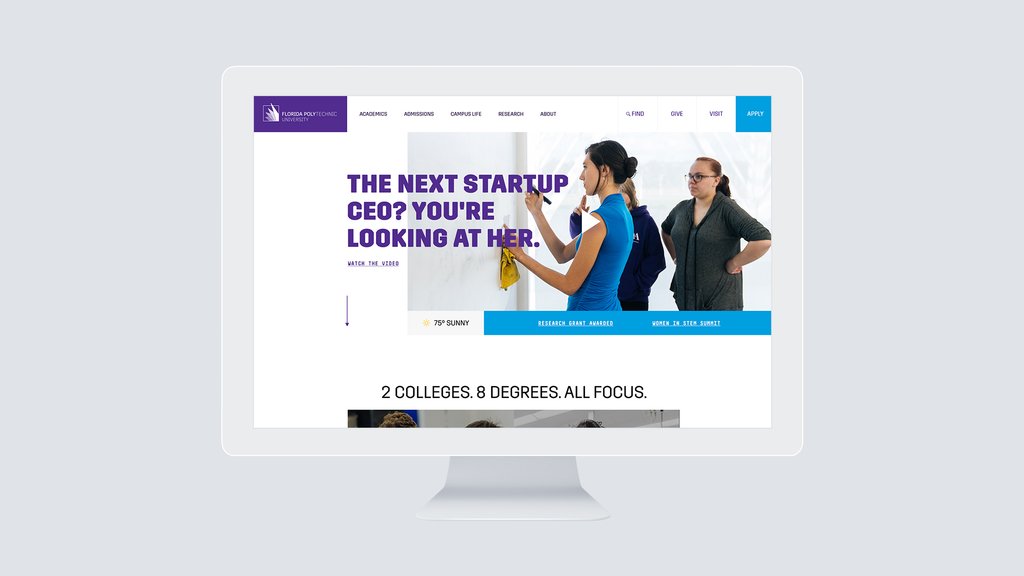 FLORIDA POLYTECHNIC
UNIVERSITY
ACADEMICS
ADMISSIONS
CAMPUS LIFE
RESEARCH
ABOUT
FIND
GIVE
VISIT
APPLY
THE NEXT STARTUP
CEO? YOU'RE
LOOKING AT HER.
WATCH THE VIDEO
75° SUNNY
RESEARCH GRANT AWARDED
WOMEN IN STEM SUMMIT
2 COLLEGES. 8 DEGREES. ALL FOCUS.